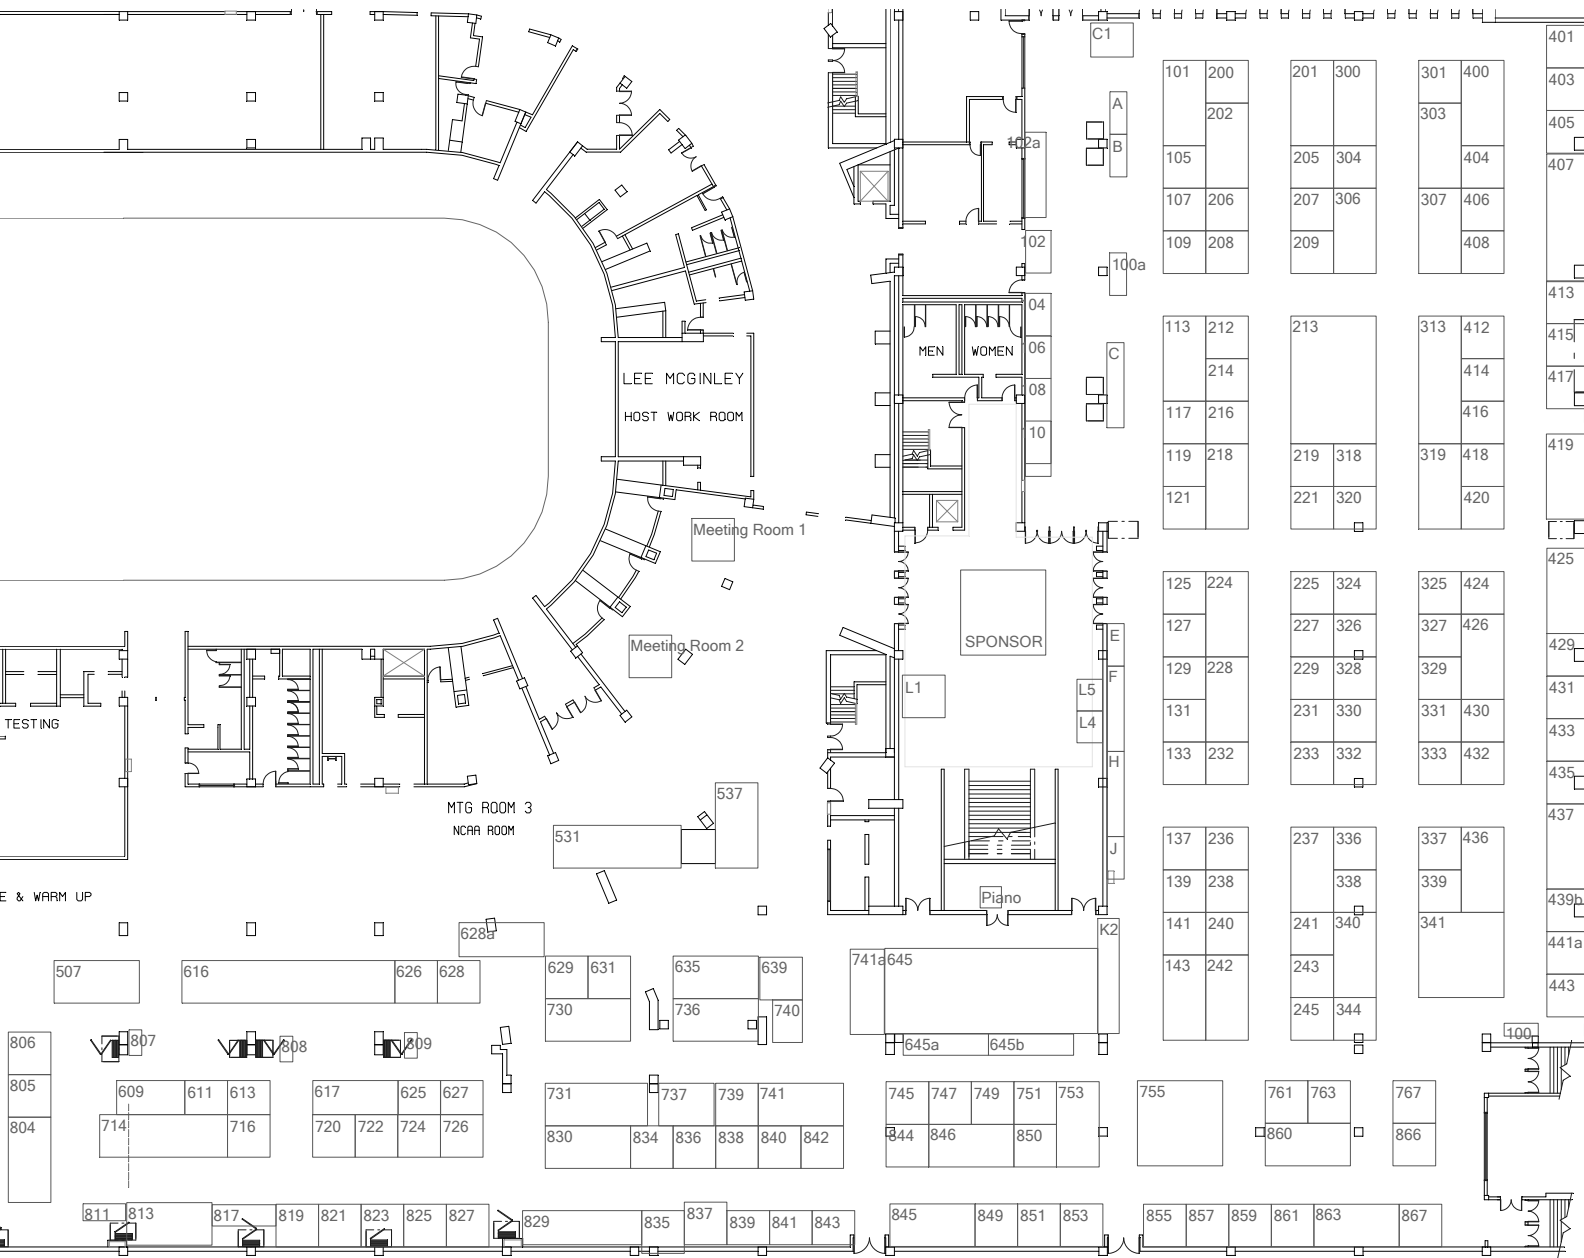 C1
101 200 201 300 301 400 401
403
A
202 303 405
B
102a
105 205 304 404 407
107 206 207 306 307 406
109 208 209 408
102
100a
413
04
113 212 213 313 412
415
06
MEN WOMEN
C
214 414
417
LEE MCGINLEY
08
HOST WORK ROOM
117 216 416
10
119 218 219 318 319 418 419
121 221 320 420
Meeting Room 1
425
125 224 225 324 325 424
127 227 326 327 426
E
SPONSOR
Meeting Room 2
429
129 228 229 328 329
F
L1 L5
431
131 231 330 331 430
TESTING
L4
433
133 232 233 332 333 432
H
435
537
MTG ROOM 3
NCAA ROOM
437
531
137 236 237 336 337 436
J
139 238 338 339
E & WARM UP
Piano
439b
141 240 241 340 341
K2
628a
441a
741a 645
507 616 626 628 629 631 635 639
143 242 243
443
730 736 740
245 344
100
806 807 808 809
645a 645b
805
609 611 613 617 625 627 731 737 739 741 745 747 749 751 753 755 761 763 767
804 714 716 720 722 724 726 830 834 836 838 840 842 844 846 850 860 866
811 813 817 819 821 823 825 827 829 835 837 839 841 843 845 849 851 853 855 857 859 861 863 867